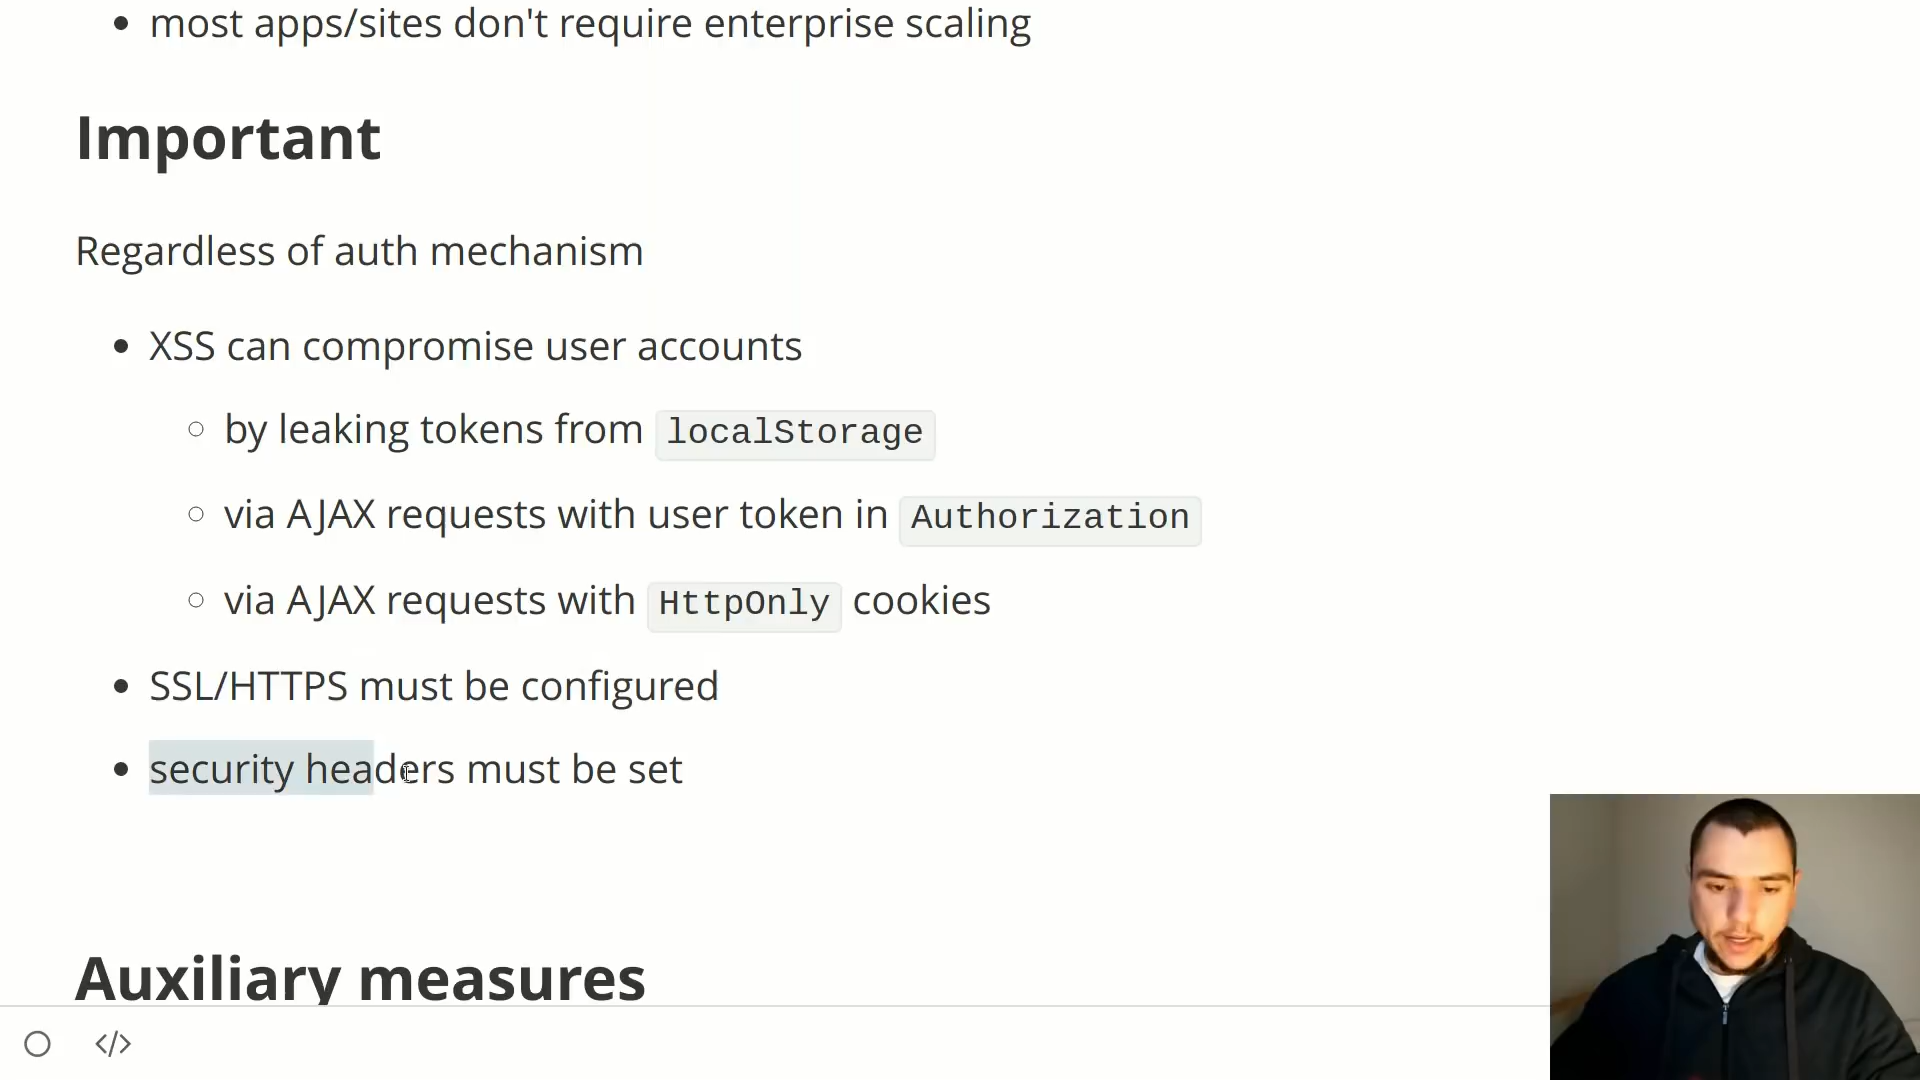 most apps/sites don't require enterprise scaling
Important
Regardless of auth mechanism
XSS can compromise user accounts
by leaking tokens from localStorage
via AJAX requests with user token in Authorization
via AJAX requests with HttpOnly cookies
SSL/HTTPS must be configured
security headers must be set
Auxiliary measures